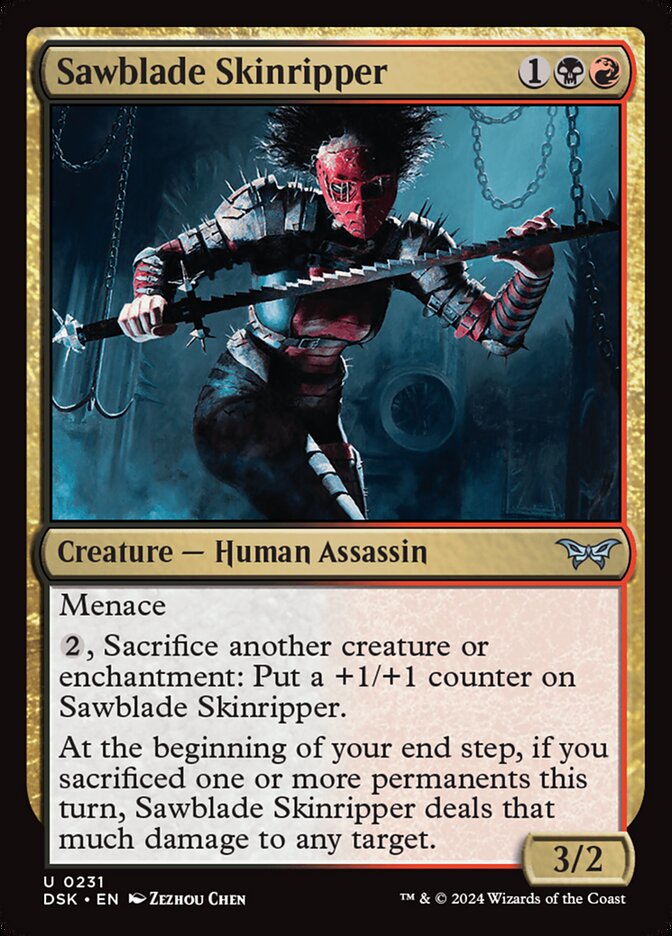 Sawblade Skinripper 1
Creature — Human Assassin
Menace
2, Sacrifice another creature or
enchantment: Put a +1/+1 counter on
Sawblade Skinripper.
At the beginning of your end step, if you
sacrificed one or more permanents this
turn, Sawblade Skinripper deals that
much damage to any target.
3/2
U 0231
DSK • EN Zezhou Chen
™ & © 2024 Wizards of the Coast